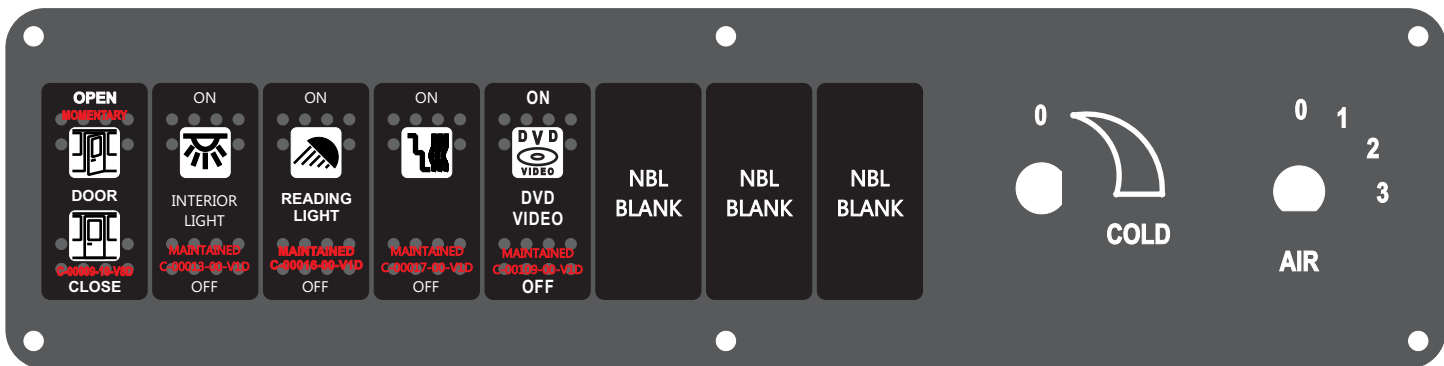 OPEN
MOMENTARY
DOOR
CLOSE
ON
INTERIOR
LIGHT
MAINTAINED
OFF
ON
READING
LIGHT
MAINTAINED
OFF
ON
MAINTAINED
OFF
ON
DVD
VIDEO
DVD
VIDEO
MAINTAINED
OFF
NBL
BLANK
NBL
BLANK
NBL
BLANK
0
COLD
0
1
2
3
AIR